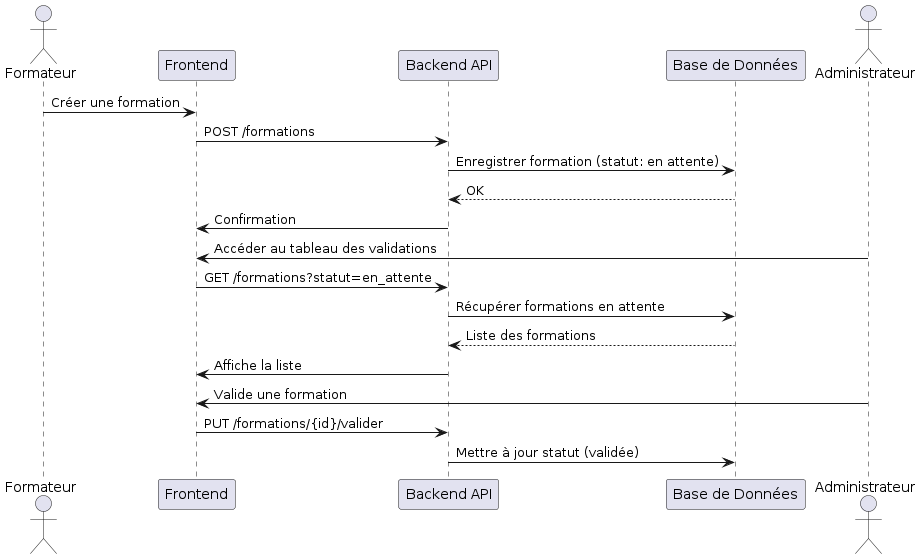 Formateur
Frontend
Backend API
Base de Données
Administrateur
Créer une formation
POST /formations
Enregistrer formation (statut: en attente)
OK
Confirmation
Accéder au tableau des validations
GET /formations?statut=en_attente
Récupérer formations en attente
Liste des formations
Affiche la liste
Valide une formation
PUT /formations/{id}/valider
Mettre à jour statut (validée)
Formateur
Frontend
Backend API
Base de Données
Administrateur